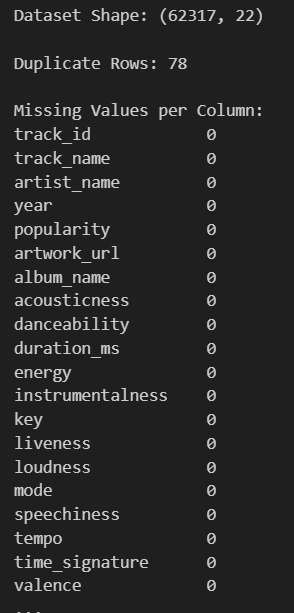 Dataset Shape: (62317, 22)
Duplicate Rows: 78
Missing Values per Column:
track_id 0
track_name 0
artist_name 0
year 0
popularity 0
artwork_url 0
album_name 0
acousticness 0
danceability 0
duration_ms 0
energy 0
instrumentalness 0
key 0
liveness 0
loudness 0
mode 0
speechiness 0
tempo 0
time_signature 0
valence 0
...